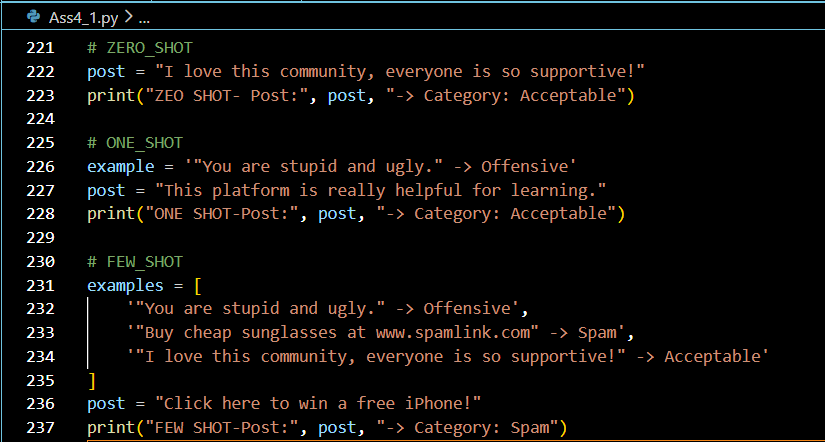 Ass4_1.py > ...
221 # ZERO_SHOT
222 post = "I love this community, everyone is so supportive!"
223 print("ZEO SHOT- Post:", post, "-> Category: Acceptable")
224
225 # ONE_SHOT
226 example = '"You are stupid and ugly." -> Offensive'
227 post = "This platform is really helpful for learning."
228 print("ONE SHOT-Post:", post, "-> Category: Acceptable")
229
230 # FEW_SHOT
231 examples = [
232     '"You are stupid and ugly." -> Offensive',
233     '"Buy cheap sunglasses at www.spamlink.com" -> Spam',
234     '"I love this community, everyone is so supportive!" -> Acceptable'
235 ]
236 post = "Click here to win a free iPhone!"
237 print("FEW SHOT-Post:", post, "-> Category: Spam")